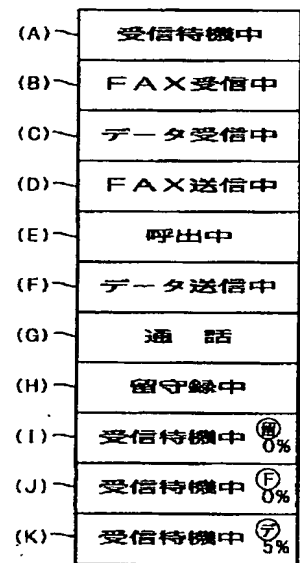 (A) 受信待機中
(B) FAX受信中
(C) データ受信中
(D) FAX送信中
(E) 呼出中
(F) データ送信中
(G) 通 話
(H) 留守録中
(I) 受信待機中 ㊞留 0%
(J) 受信待機中 Ⓕ 0%
(K) 受信待機中 ㋢ 5%